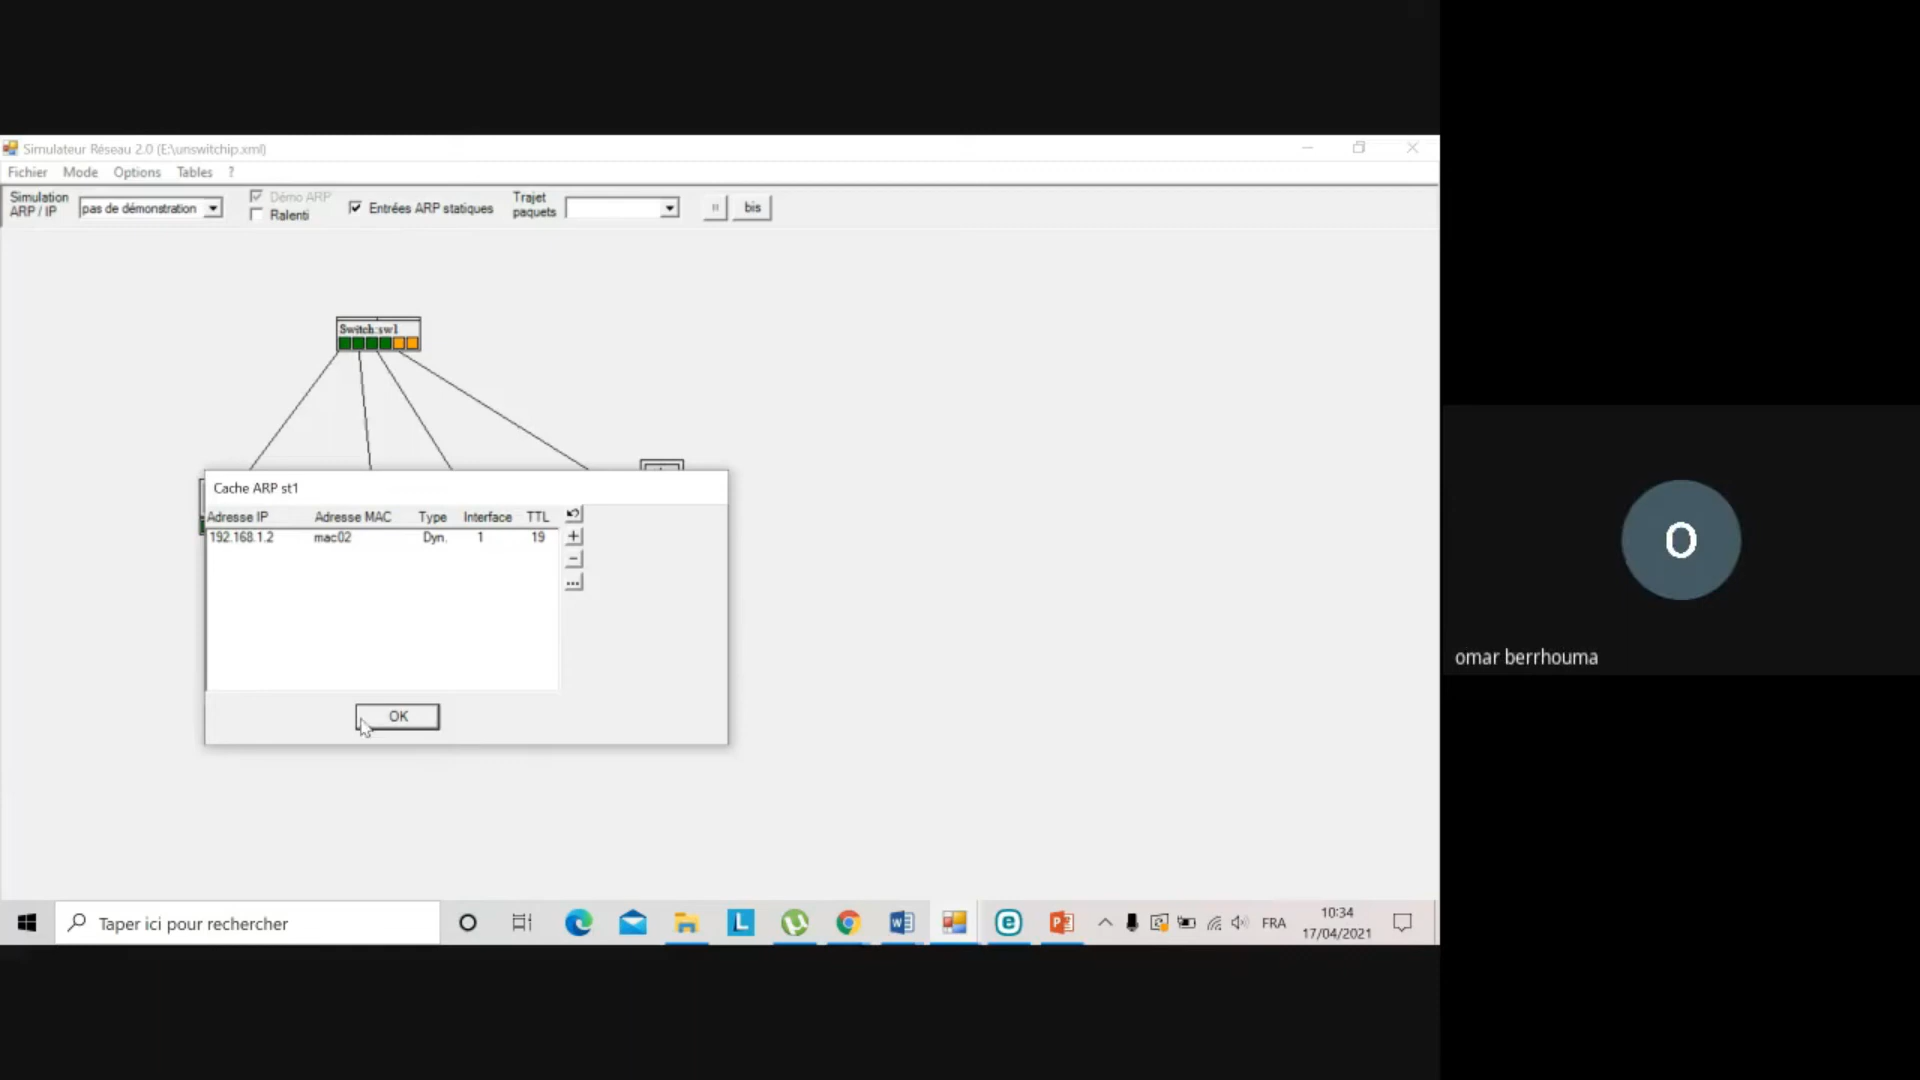 Simulateur Réseau 2.0 (E:\unswitchip.xml)
Fichier Mode Options Tables ?
Simulation ARP / IP
pas de démonstration
Démo ARP
Ralenti
Entrées ARP statiques
Trajet paquets
bis
Switch:sw1
Cache ARP st1
Adresse IP Adresse MAC Type Interface TTL
192.168.1.2 mac02 Dyn. 1 19
+
−
...
OK
O
omar berrhouma
Taper ici pour rechercher
FRA
10:34
17/04/2021